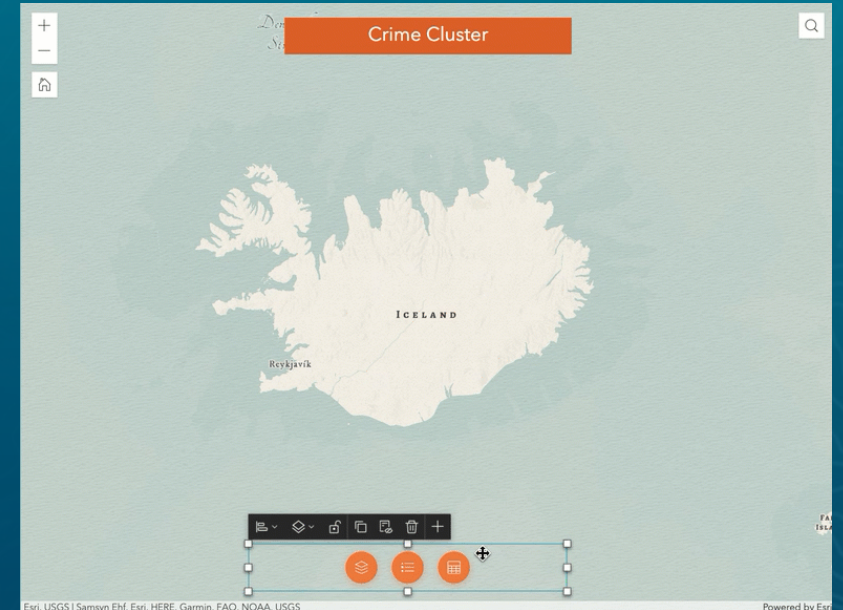 Crime Cluster
ICELAND
Reykjavík
Esri, USGS | Samsyn Ehf, Esri, HERE, Garmin, FAO, NOAA, USGS
Powered by Esri